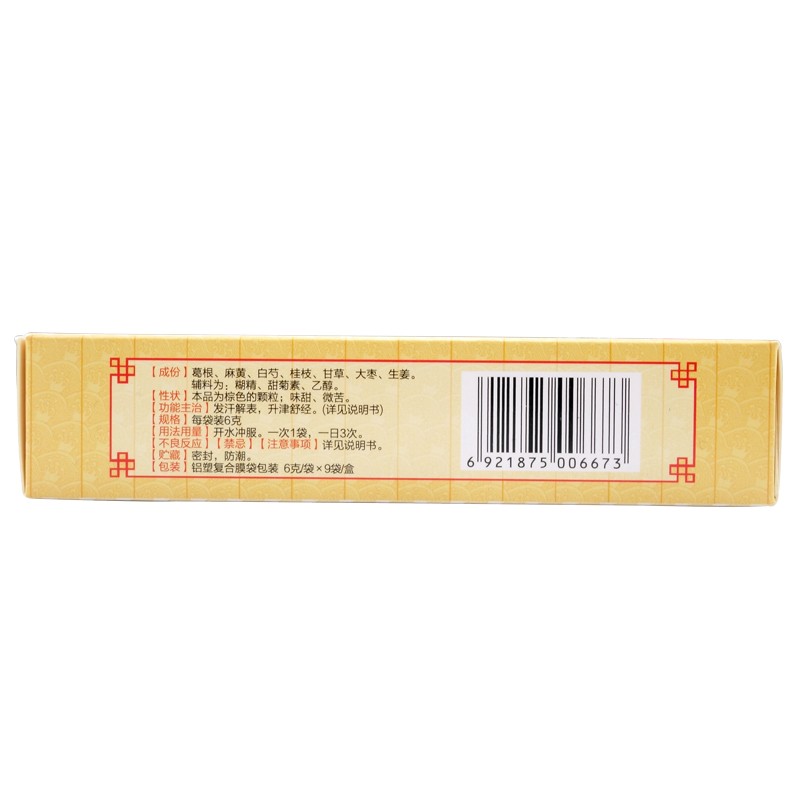 【成份】葛根、麻黄、白芍、桂枝、甘草、大枣、生姜。
辅料为：糊精、甜菊素、乙醇。
【性状】本品为棕色的颗粒；味甜、微苦。
【功能主治】发汗解表，升津舒经。(详见说明书)
【规格】每袋装6克
【用法用量】开水冲服。一次1袋，一日3次。
【不良反应】【禁忌】【注意事项】详见说明书。
【贮藏】密封，防潮。
【包装】铝塑复合膜袋包装 6克/袋×9袋/盒
6 921875 006673